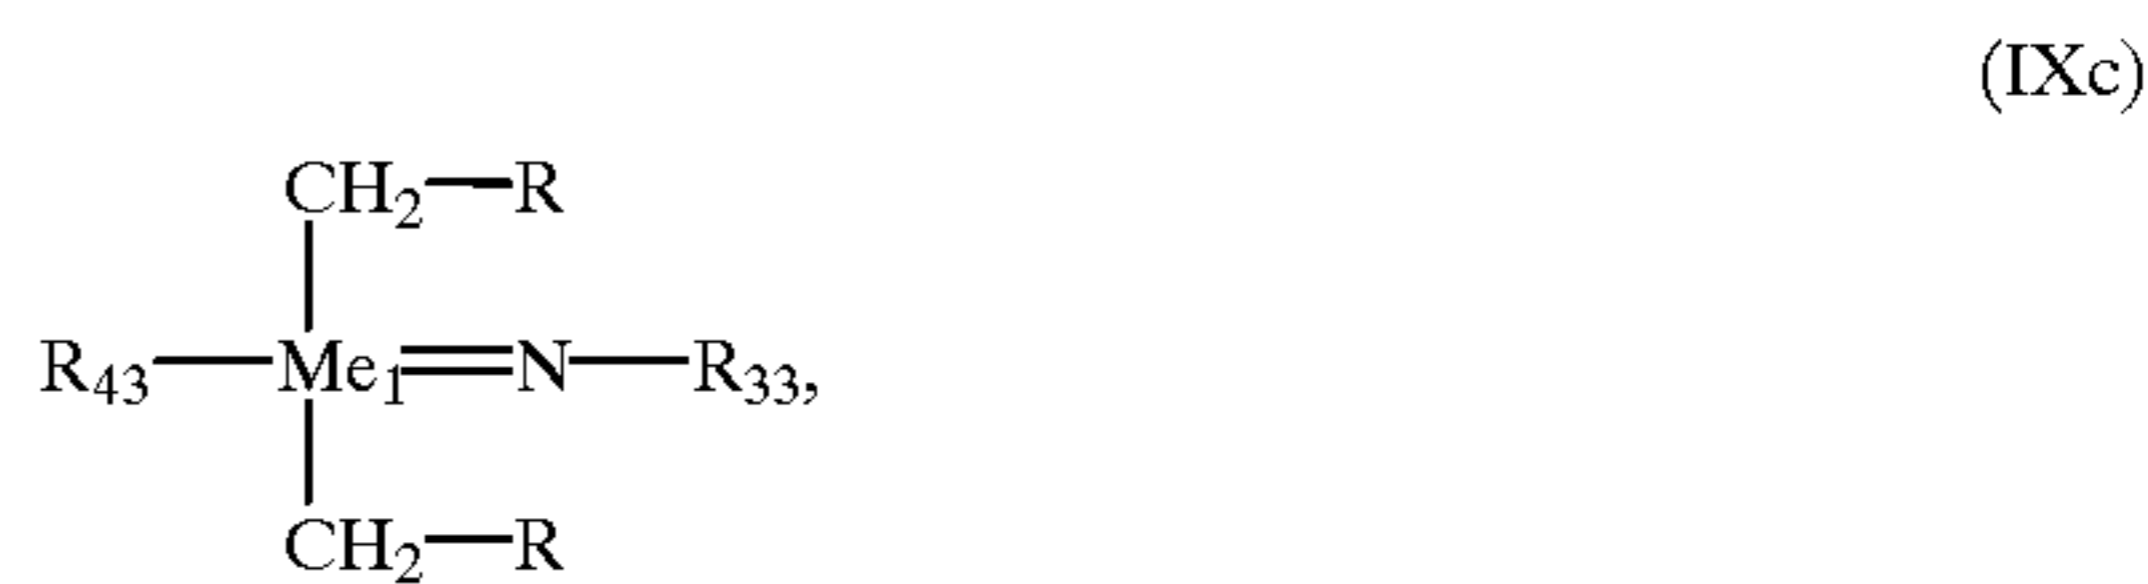 (IXc)
CH₂—R
R₄₃—Me₁=N—R₃₃,
CH₂—R